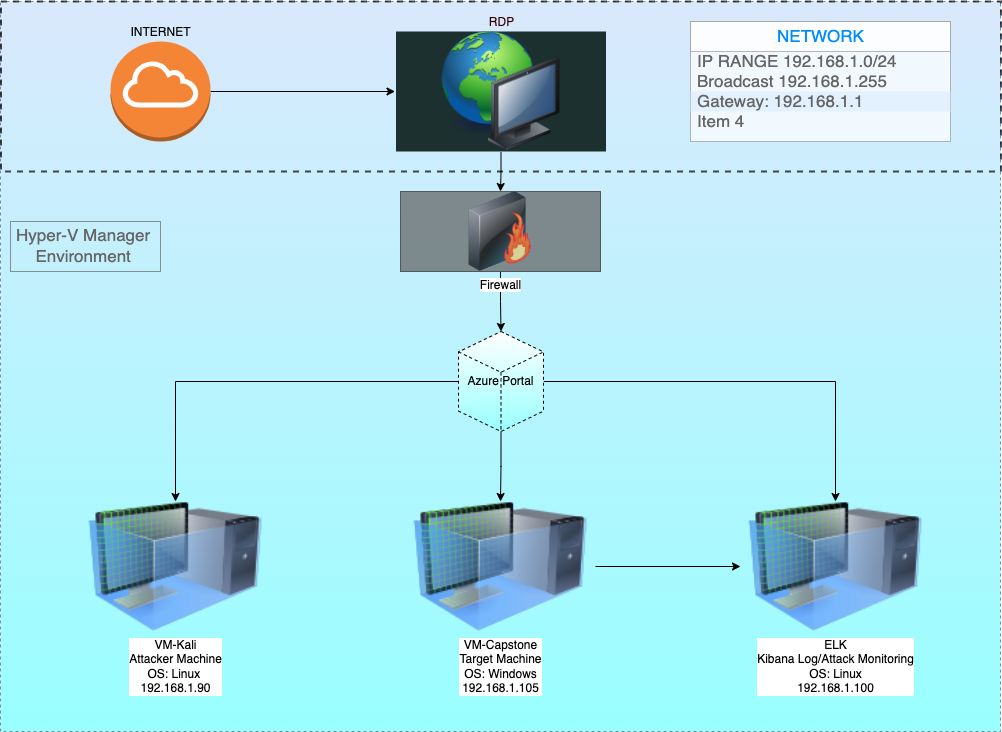 INTERNET
RDP
NETWORK
IP RANGE 192.168.1.0/24
Broadcast 192.168.1.255
Gateway: 192.168.1.1
Item 4
Hyper-V Manager
Environment
Firewall
Azure Portal
VM-Kali
Attacker Machine
OS: Linux
192.168.1.90
VM-Capstone
Target Machine
OS: Windows
192.168.1.105
ELK
Kibana Log/Attack Monitoring
OS: Linux
192.168.1.100